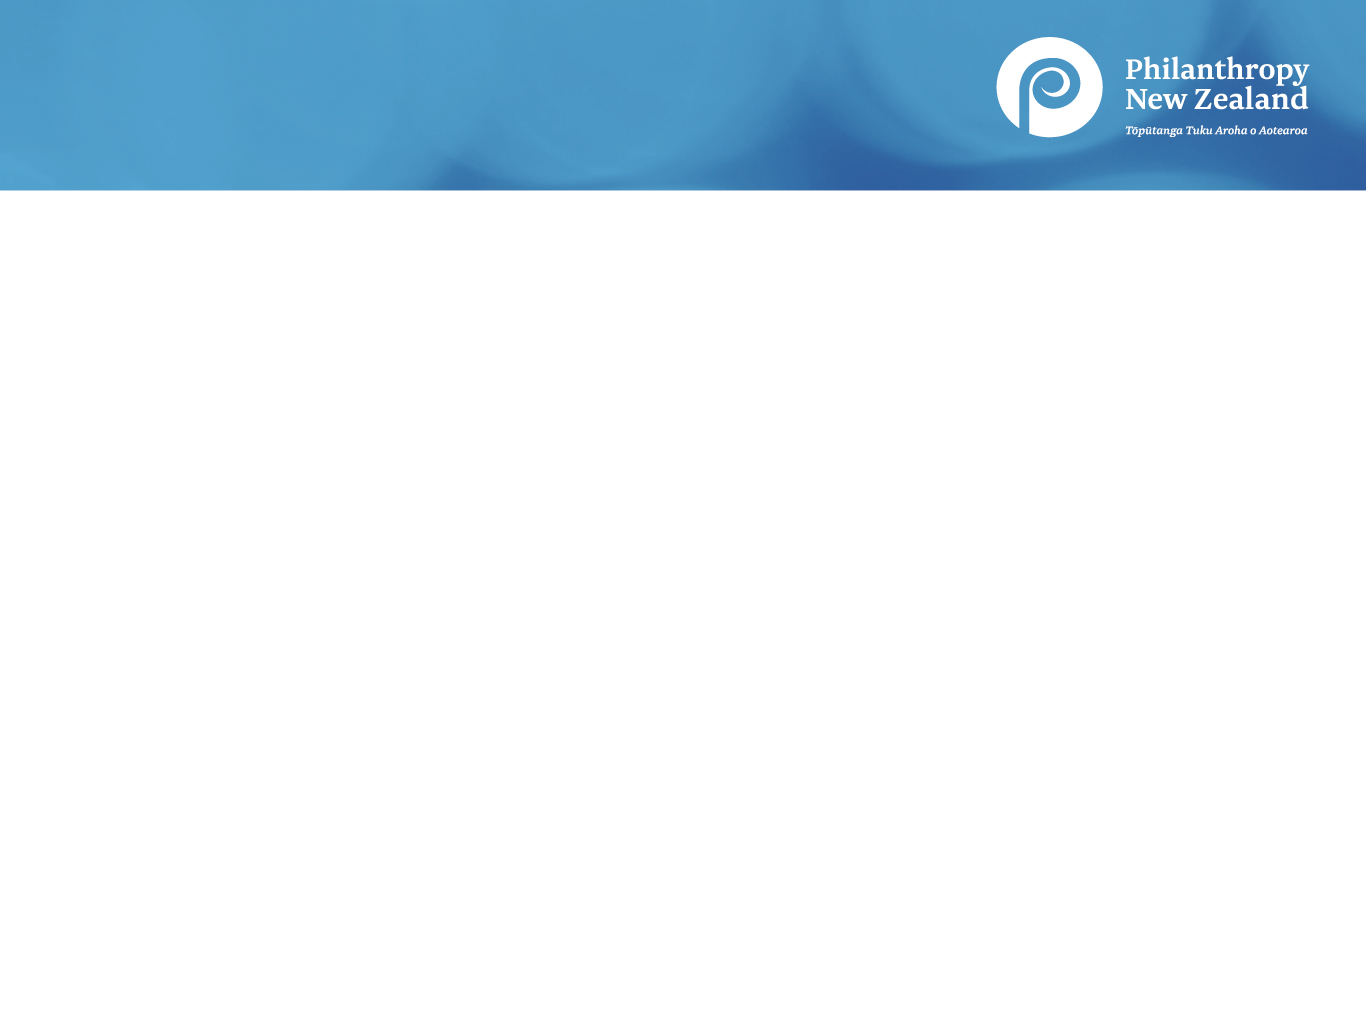 Philanthropy
New Zealand
Tōpūtanga Tuku Aroha o Aotearoa